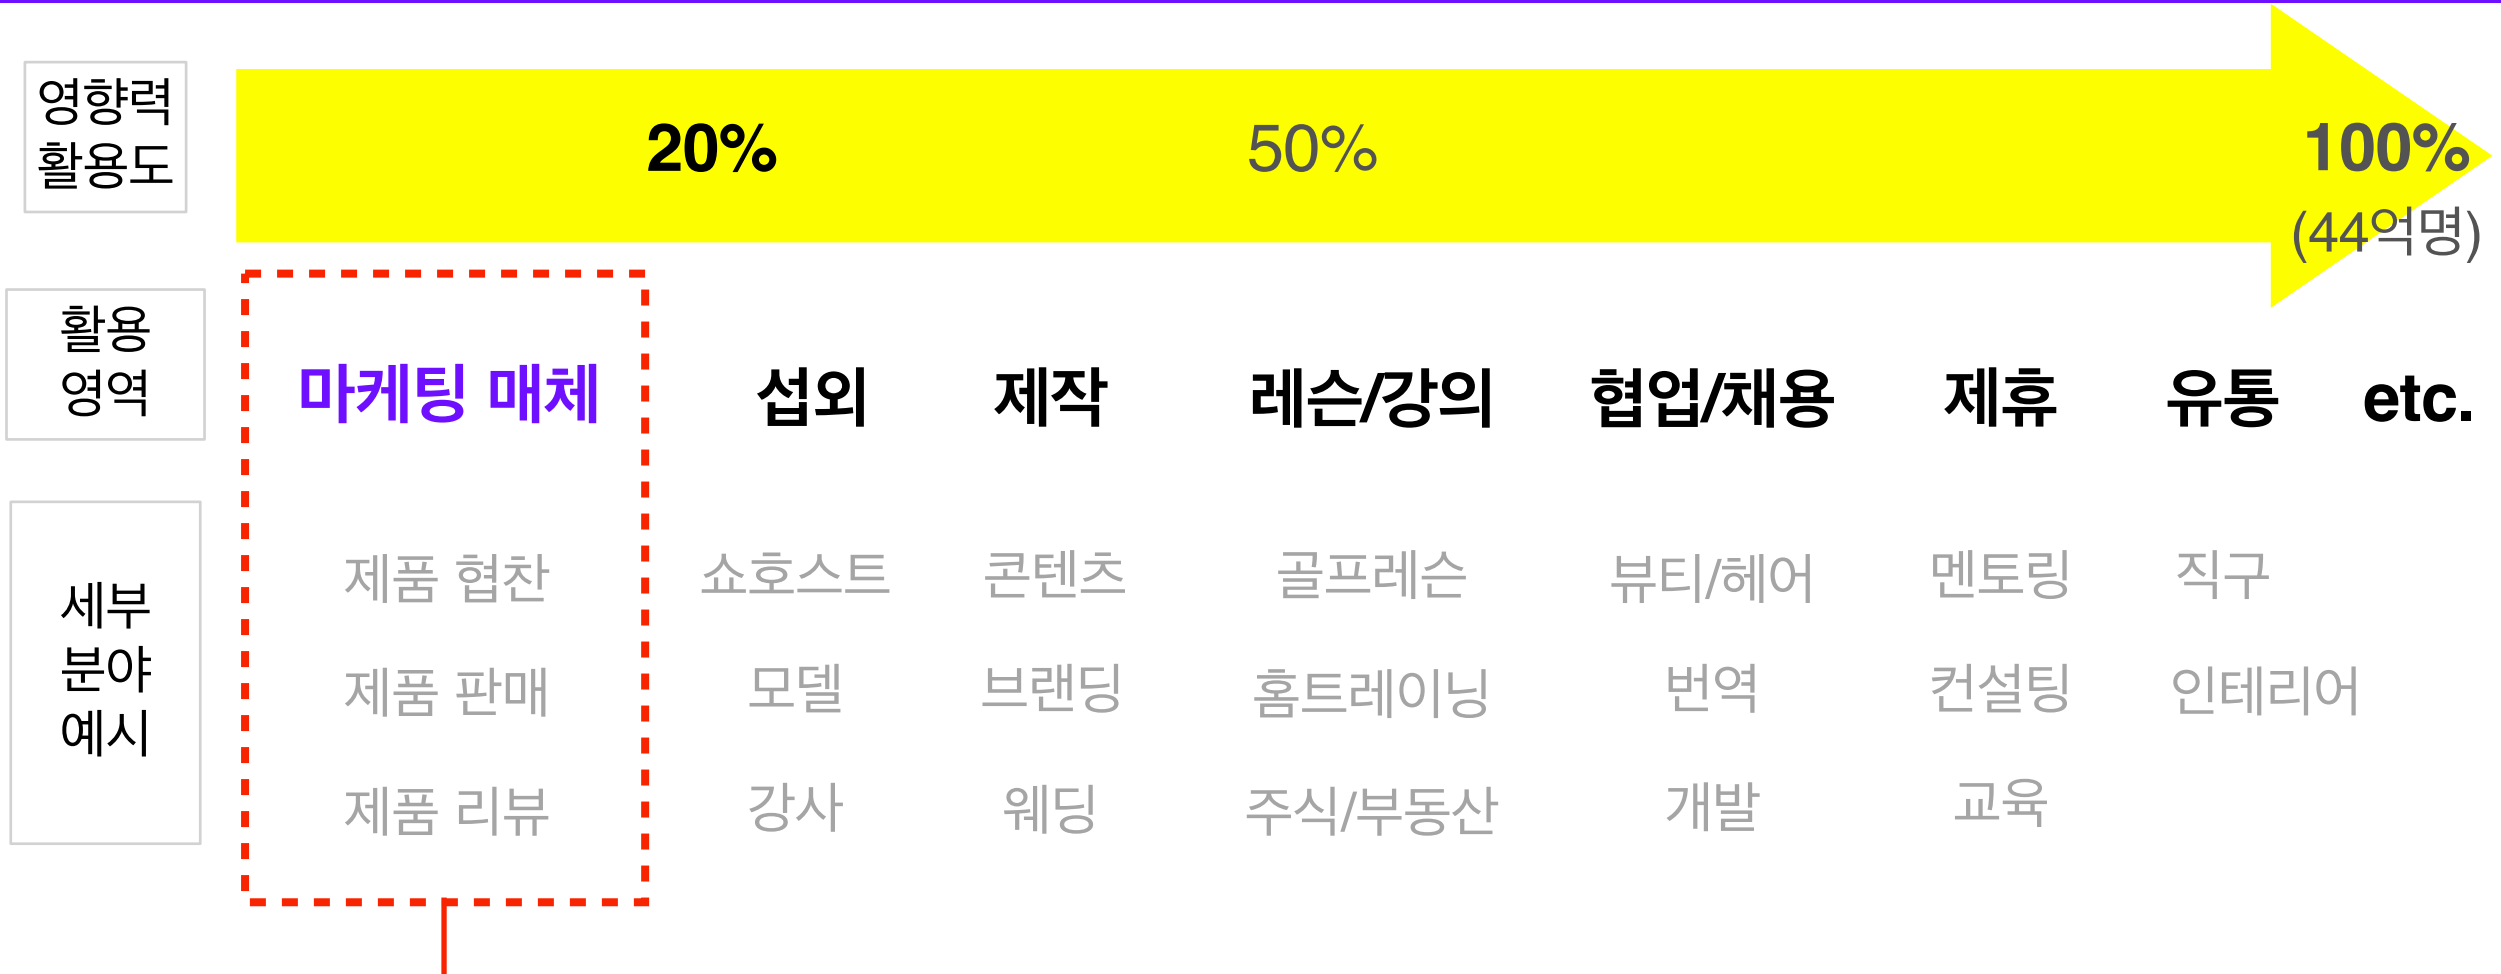 영향력
활용도
20%
50%
100%
(44억명)
활용
영역
마케팅 매체
섭외
제작
레슨/강의
협업/채용
제휴
유통
etc.
세부
분야
예시
제품 협찬
쇼호스트
콘텐츠
골프레슨
뷰티/헤어
멘토링
직구
제품 판매
모델
브랜딩
홈트레이닝
번역
컨설팅
인테리어
제품 리뷰
강사
웨딩
주식/부동산
개발
교육